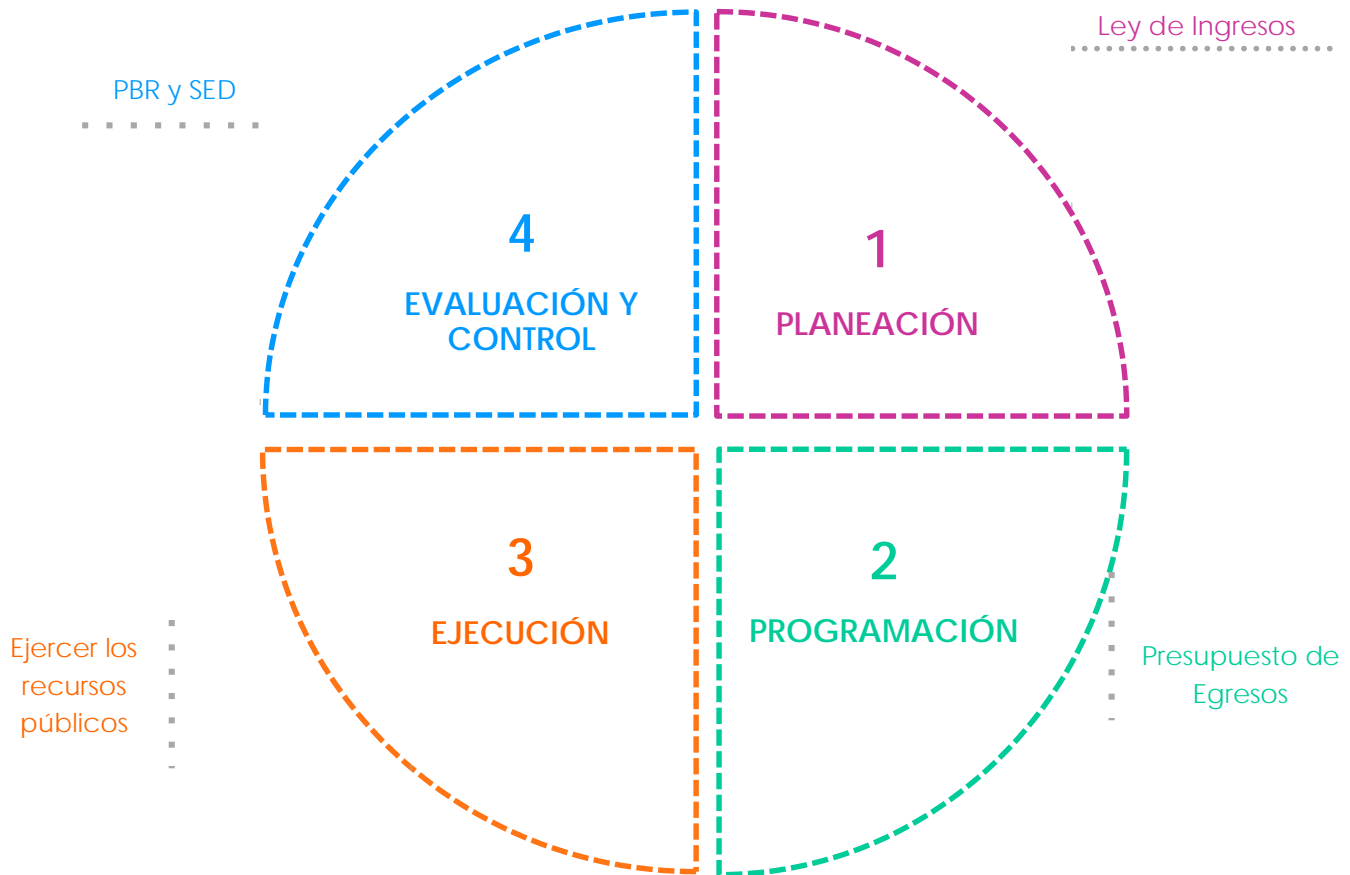 Ley de Ingresos
PBR y SED
1
PLANEACIÓN
2
PROGRAMACIÓN
Presupuesto de
Egresos
3
EJECUCIÓN
Ejercer los
recursos
públicos
4
EVALUACIÓN Y
CONTROL